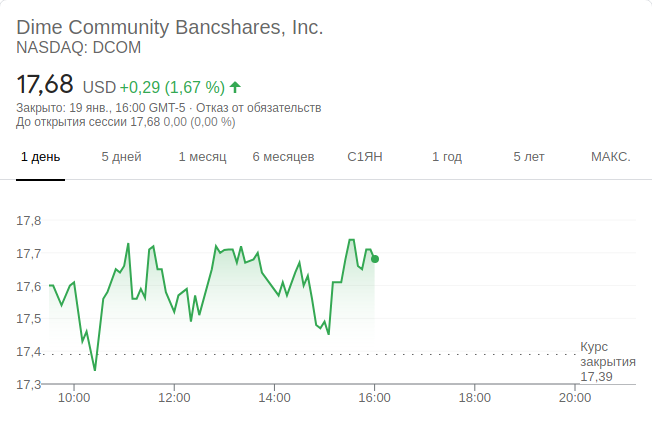 Dime Community Bancshares, Inc.
NASDAQ: DCOM
17,68 USD +0,29 (1,67 %)
Закрыто: 19 янв., 16:00 GMT-5 · Отказ от обязательств
До открытия сессии 17,68 0,00 (0,00 %)
1 день 5 дней 1 месяц 6 месяцев С1ЯН 1 год 5 лет МАКС.
17,8
17,7
17,6
17,5
17,4
Курс
закрытия
17,39
17,3
10:00 12:00 14:00 16:00 18:00 20:00